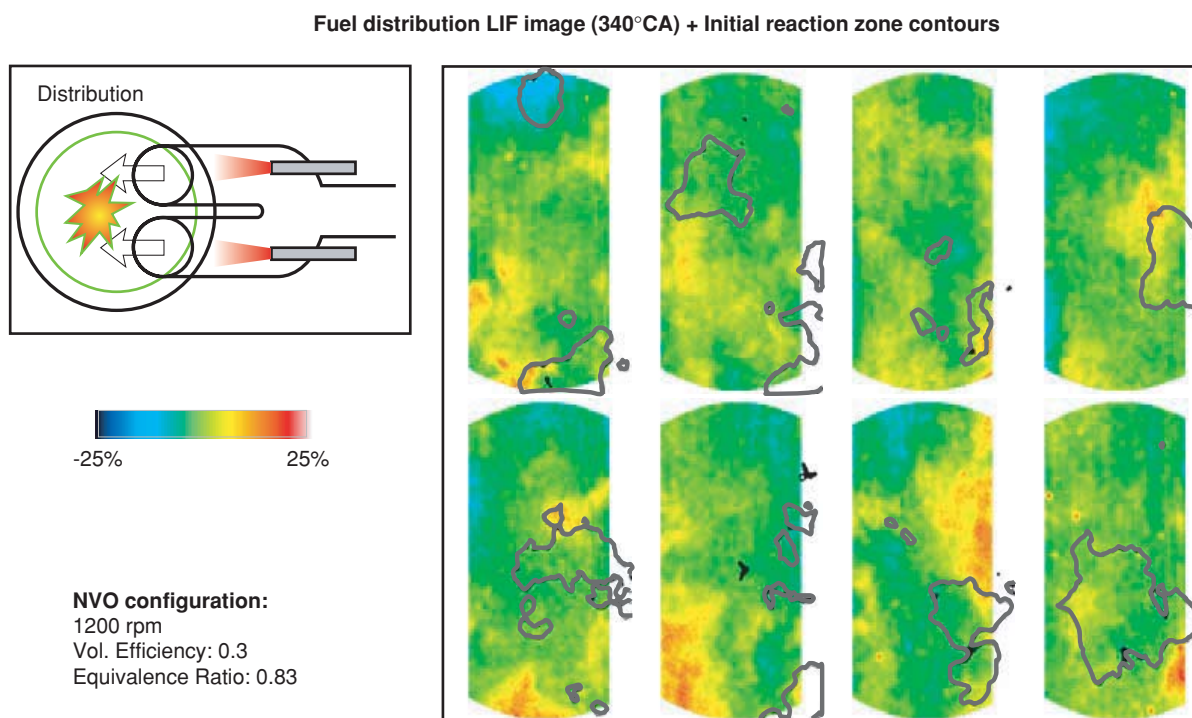 Fuel distribution LIF image (340°CA) + Initial reaction zone contours
Distribution
-25% 25%
NVO configuration:
1200 rpm
Vol. Efficiency: 0.3
Equivalence Ratio: 0.83